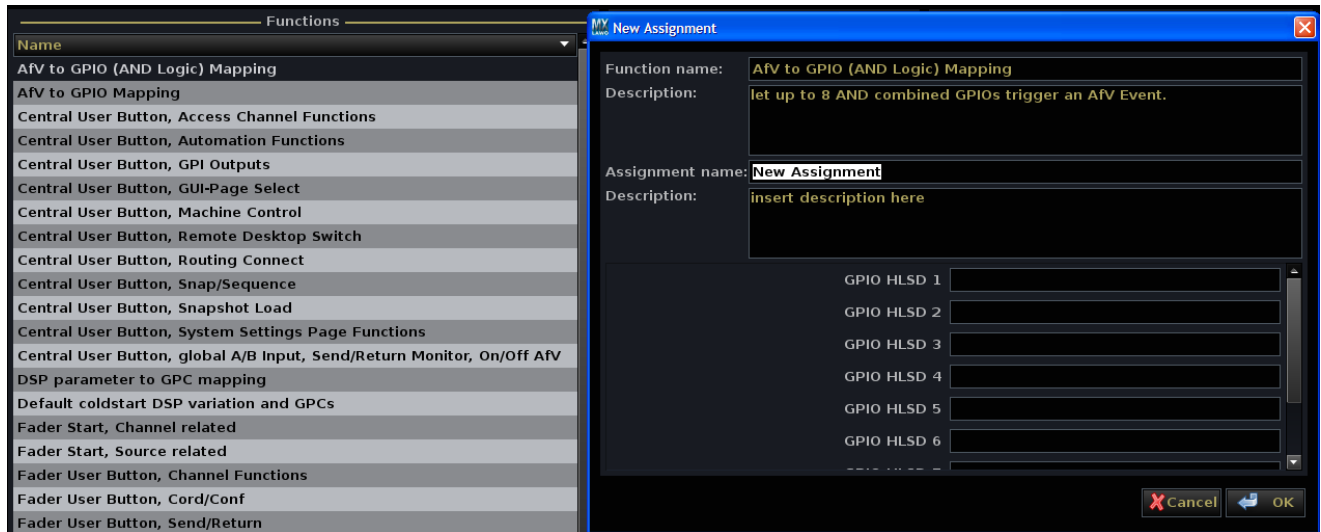 Functions
Name
AfV to GPIO (AND Logic) Mapping
AfV to GPIO Mapping
Central User Button, Access Channel Functions
Central User Button, Automation Functions
Central User Button, GPI Outputs
Central User Button, GUI-Page Select
Central User Button, Machine Control
Central User Button, Remote Desktop Switch
Central User Button, Routing Connect
Central User Button, Snap/Sequence
Central User Button, Snapshot Load
Central User Button, System Settings Page Functions
Central User Button, global A/B Input, Send/Return Monitor, On/Off AfV
DSP parameter to GPC mapping
Default coldstart DSP variation and GPCs
Fader Start, Channel related
Fader Start, Source related
Fader User Button, Channel Functions
Fader User Button, Cord/Conf
Fader User Button, Send/Return
MX LAWO New Assignment
Function name: AfV to GPIO (AND Logic) Mapping
Description: let up to 8 AND combined GPIOs trigger an AfV Event.
Assignment name: New Assignment
Description: insert description here
GPIO HLSD 1
GPIO HLSD 2
GPIO HLSD 3
GPIO HLSD 4
GPIO HLSD 5
GPIO HLSD 6
Cancel OK